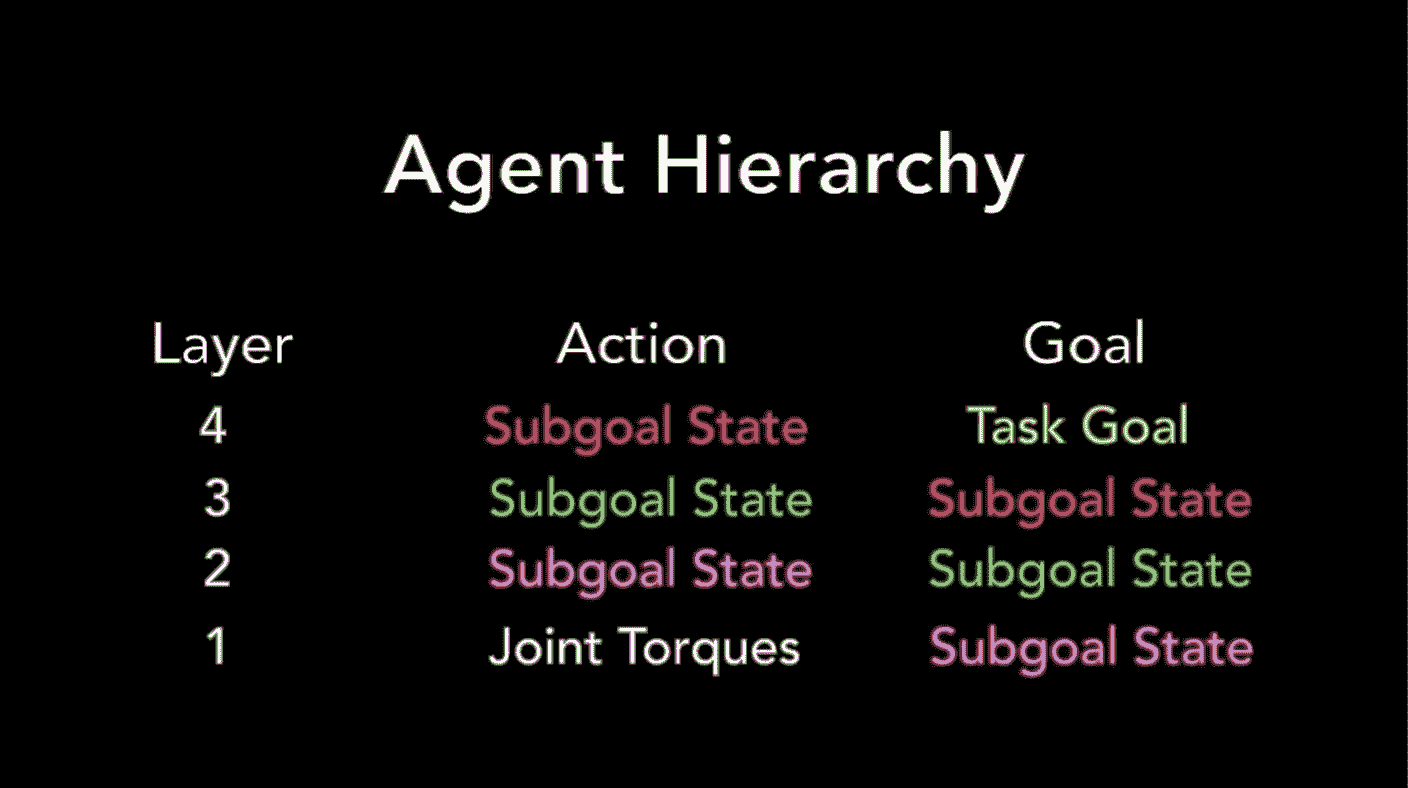 Agent Hierarchy
Layer Action Goal
4 Subgoal State Task Goal
3 Subgoal State Subgoal State
2 Subgoal State Subgoal State
1 Joint Torques Subgoal State